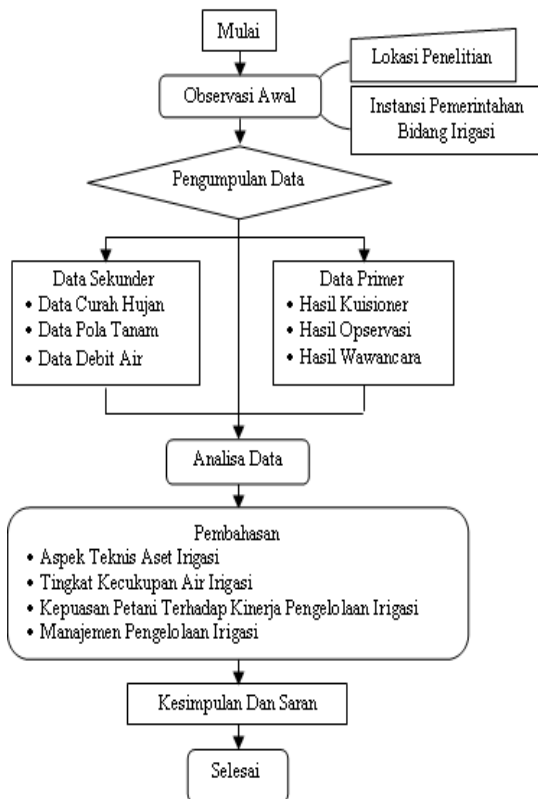 Mulai
Lokasi Penelitian
Observasi Awal
Instansi Pemerintahan
Bidang Irigasi
Pengumpulan Data
Data Sekunder
• Data Curah Hujan
• Data Pola Tanam
• Data Debit Air
Data Primer
• Hasil Kuisioner
• Hasil Opservasi
• Hasil Wawancara
Analisa Data
Pembahasan
• Aspek Teknis Aset Irigasi
• Tingkat Kecukupan Air Irigasi
• Kepuasan Petani Terhadap Kinerja Pengelolaan Irigasi
• Manajemen Pengelolaan Irigasi
Kesimpulan Dan Saran
Selesai